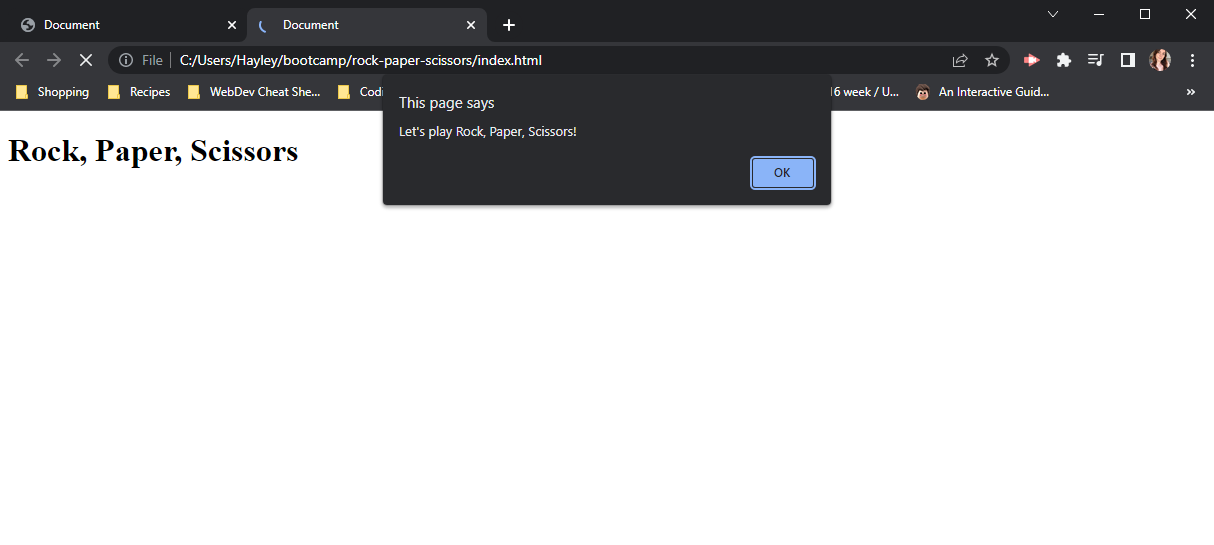 Document
Document
File
C:/Users/Hayley/bootcamp/rock-paper-scissors/index.html
Shopping
Recipes
WebDev Cheat She...
Codi
16 week / U...
An Interactive Guid...
»
This page says
Let's play Rock, Paper, Scissors!
OK
Rock, Paper, Scissors